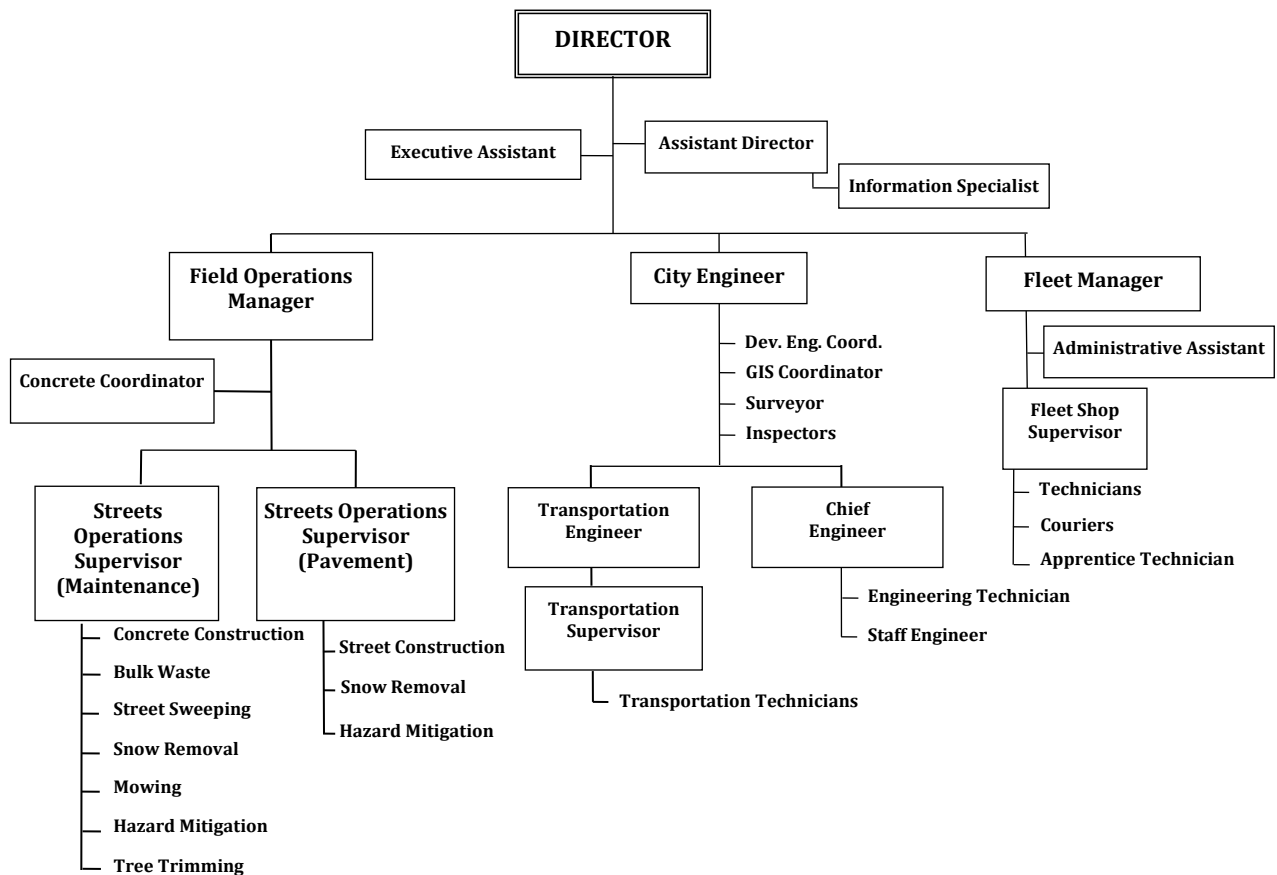 DIRECTOR
Executive Assistant
Assistant Director
Information Specialist
Field Operations
Manager
City Engineer
Fleet Manager
Concrete Coordinator
Dev. Eng. Coord.
GIS Coordinator
Surveyor
Inspectors
Administrative Assistant
Fleet Shop
Supervisor
Technicians
Couriers
Apprentice Technician
Streets
Operations
Supervisor
(Maintenance)
Streets Operations
Supervisor
(Pavement)
Transportation
Engineer
Chief
Engineer
Transportation
Supervisor
Engineering Technician
Staff Engineer
Transportation Technicians
Concrete Construction
Bulk Waste
Street Sweeping
Snow Removal
Mowing
Hazard Mitigation
Tree Trimming
Street Construction
Snow Removal
Hazard Mitigation